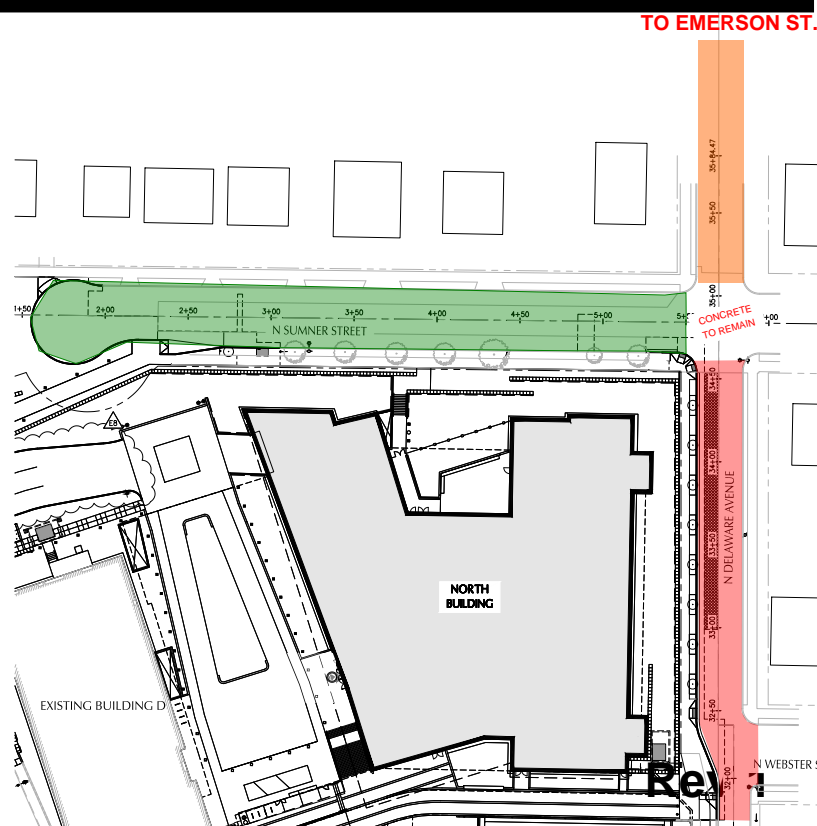 TO EMERSON ST.
35+84.47
35+50
35+00
1+50
2+00
2+50
3+00
3+50
4+00
4+50
5+00
5+
+00
N SUMNER STREET
CONCRETE
TO REMAIN
34+50
34+00
33+50
33+00
32+50
32+00
N DELAWARE AVENUE
E8
NORTH
BUILDING
EXISTING BUILDING D
N WEBSTER S